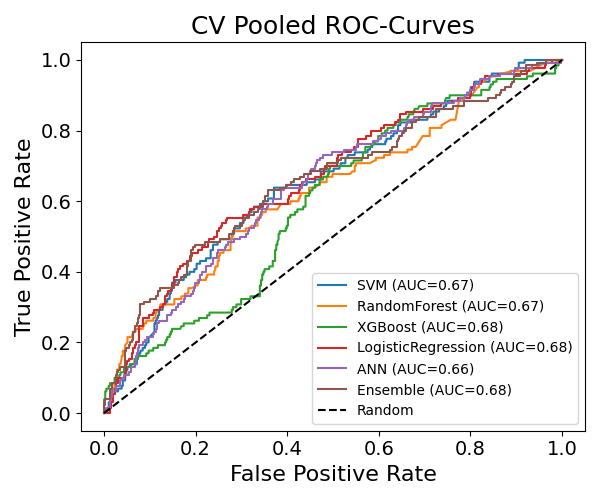 CV Pooled ROC-Curves
True Positive Rate
1.0
0.8
0.6
0.4
0.2
0.0
SVM (AUC=0.67)
RandomForest (AUC=0.67)
XGBoost (AUC=0.68)
LogisticRegression (AUC=0.68)
ANN (AUC=0.66)
Ensemble (AUC=0.68)
Random
0.0 0.2 0.4 0.6 0.8 1.0
False Positive Rate